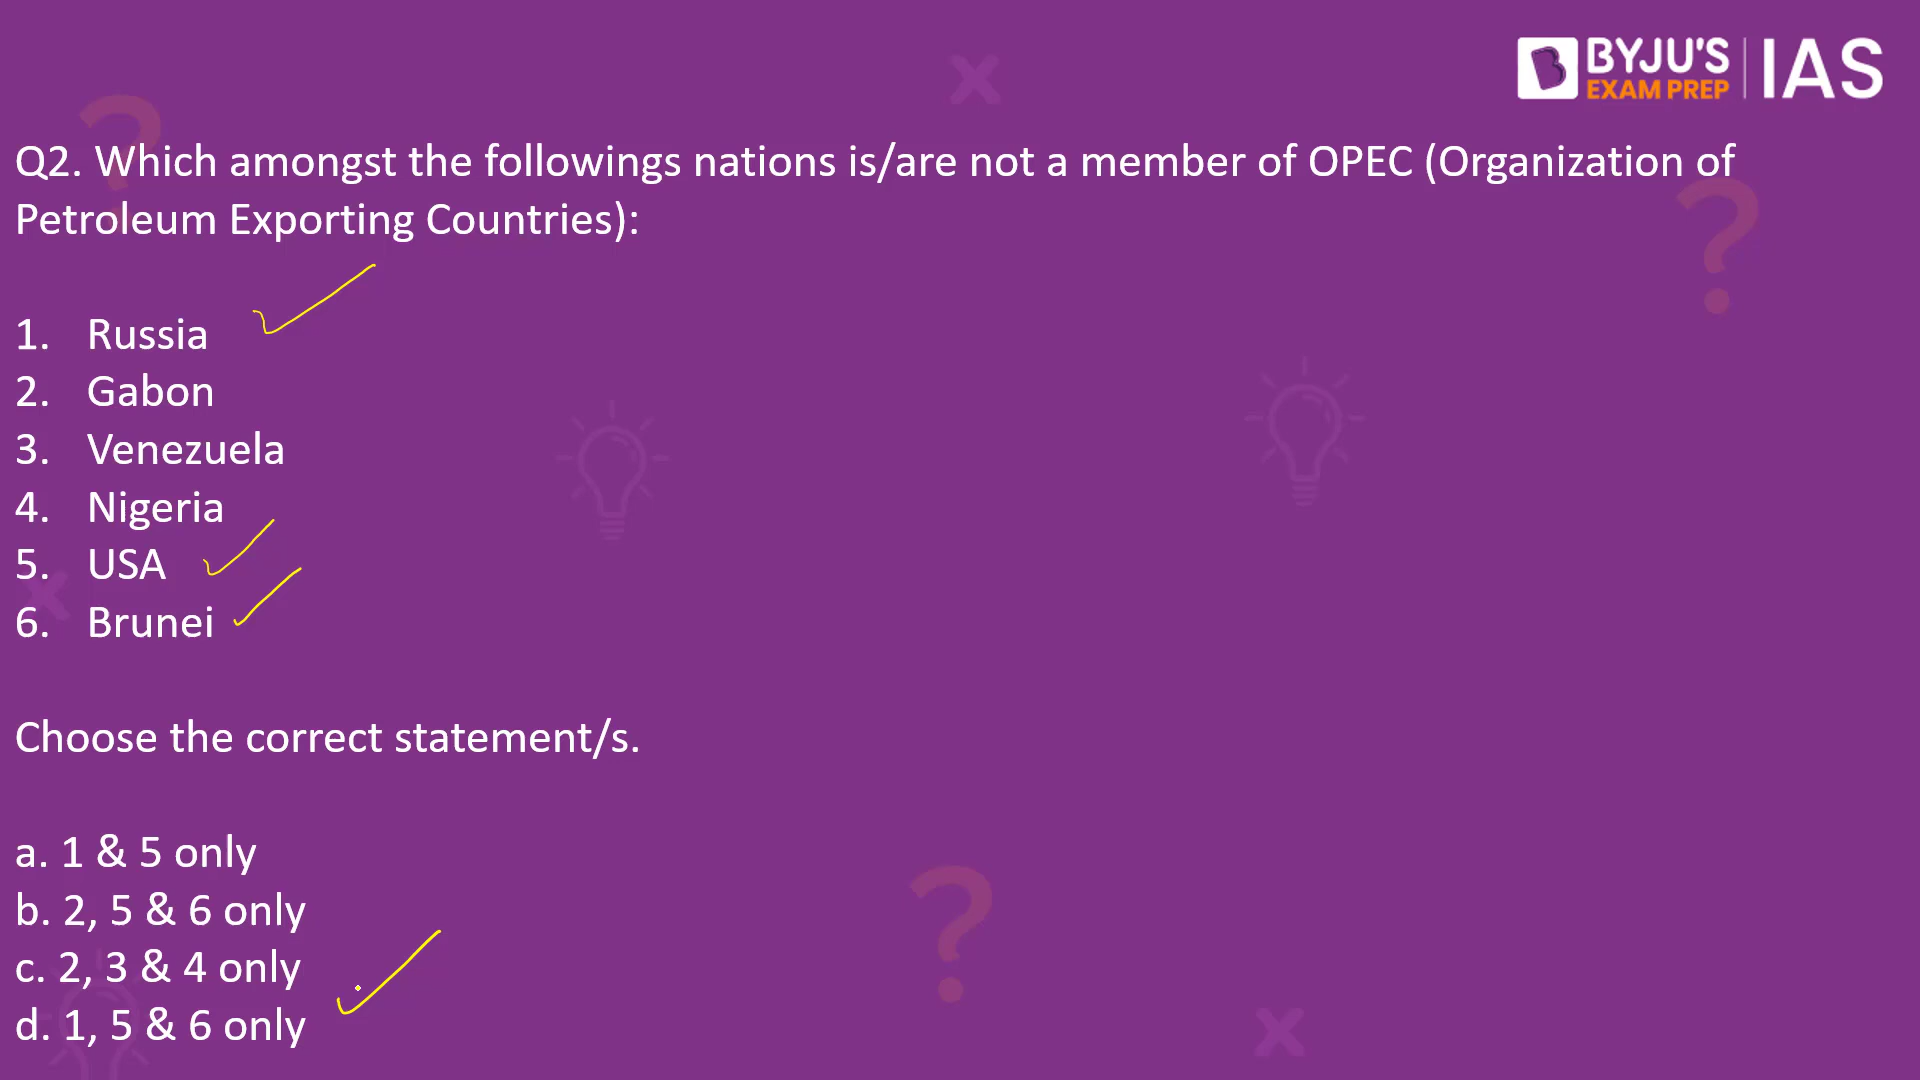 BYJU'S
EXAM PREP
IAS
Q2. Which amongst the followings nations is/are not a member of OPEC (Organization of
Petroleum Exporting Countries):
1. Russia
2. Gabon
3. Venezuela
4. Nigeria
5. USA
6. Brunei
Choose the correct statement/s.
a. 1 & 5 only
b. 2, 5 & 6 only
c. 2, 3 & 4 only
d. 1, 5 & 6 only